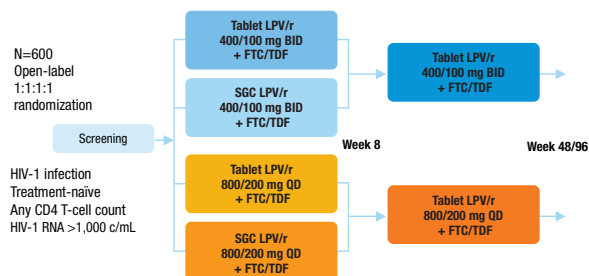 N=600
Open-label
1:1:1:1
randomization
Screening
HIV-1 infection
Treatment-naïve
Any CD4 T-cell count
HIV-1 RNA >1,000 c/mL
Tablet LPV/r
400/100 mg BID
+ FTC/TDF
SGC LPV/r
400/100 mg BID
+ FTC/TDF
Tablet LPV/r
800/200 mg QD
+ FTC/TDF
SGC LPV/r
800/200 mg QD
+ FTC/TDF
Week 8
Tablet LPV/r
400/100 mg BID
+ FTC/TDF
Tablet LPV/r
800/200 mg QD
+ FTC/TDF
Week 48/96